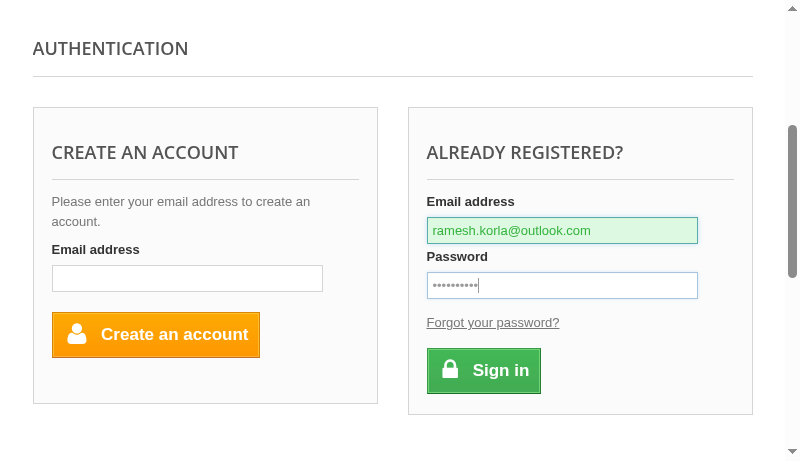 AUTHENTICATION
CREATE AN ACCOUNT
Please enter your email address to create an
account.
Email address
Create an account
ALREADY REGISTERED?
Email address
ramesh.korla@outlook.com
Password
••••••••••
Forgot your password?
Sign in